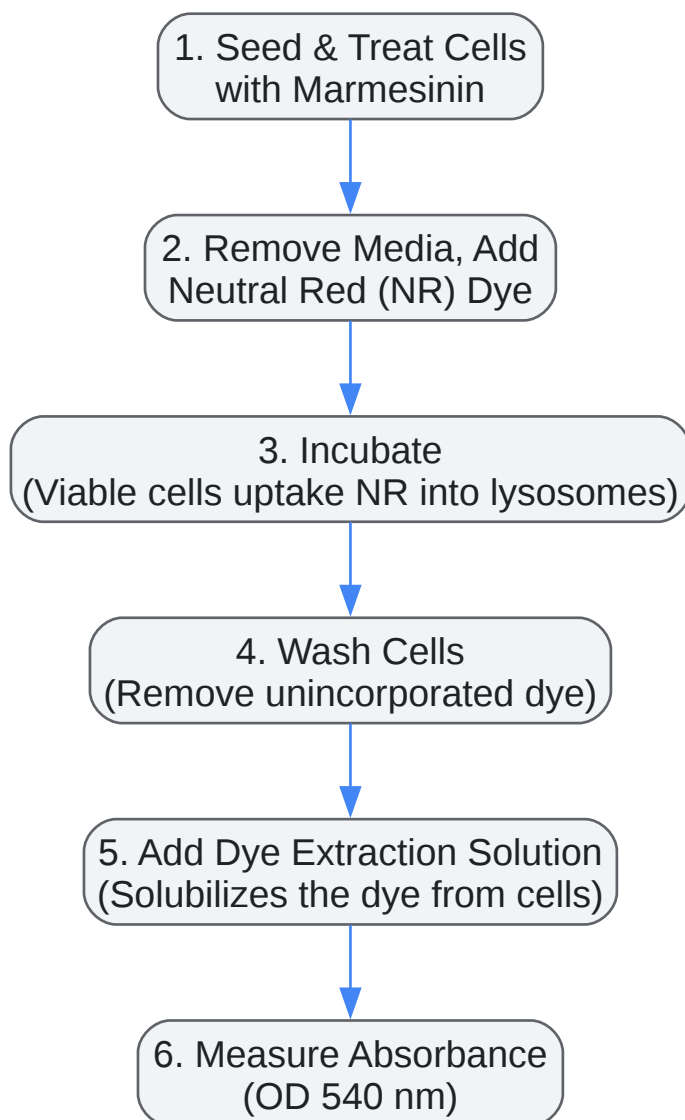 1. Seed & Treat Cells
with Marmesinin
2. Remove Media, Add
Neutral Red (NR) Dye
3. Incubate
(Viable cells uptake NR into lysosomes)
4. Wash Cells
(Remove unincorporated dye)
5. Add Dye Extraction Solution
(Solubilizes the dye from cells)
6. Measure Absorbance
(OD 540 nm)